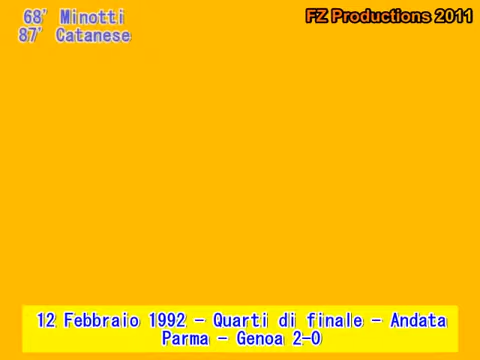 68' Minotti
87' Catanese
FZ Productions 2011
12 Febbraio 1992 - Quarti di finale - Andata
Parma - Genoa 2-0